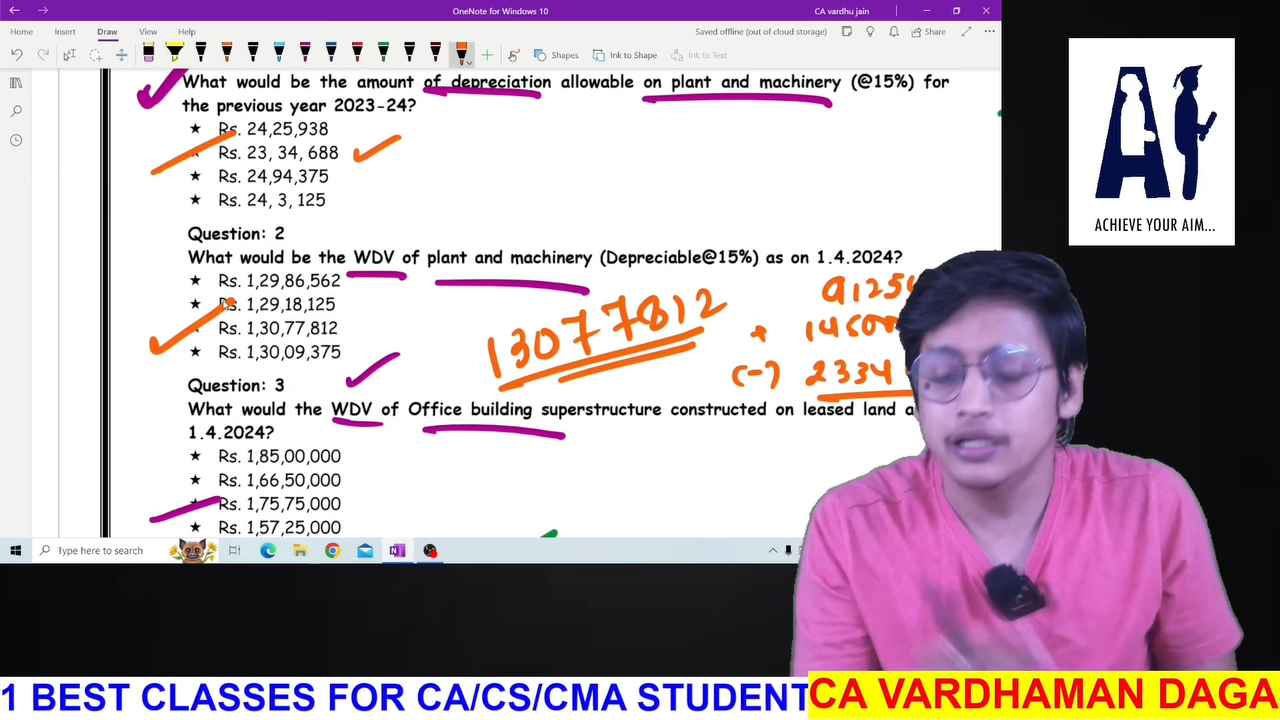 OneNote for Windows 10
CA vardhu jain
Home Insert Draw View Help
Saved offline (out of cloud storage)
Share
Shapes
Ink to Shape
Ink to Text
What would be the amount of depreciation allowable on plant and machinery (@15%) for
the previous year 2023-24?
★ Rs. 24,25,938
Rs. 23, 34, 688
★ Rs. 24,94,375
★ Rs. 24, 3, 125
Question: 2
What would be the WDV of plant and machinery (Depreciable@15%) as on 1.4.2024?
★ Rs. 1,29,86,562
★ Rs. 1,29,18,125
Rs. 1,30,77,812
★ Rs. 1,30,09,375
13077812
9125
+ 14500
(-) 2334
Question: 3
What would the WDV of Office building superstructure constructed on leased land
1.4.2024?
★ Rs. 1,85,00,000
★ Rs. 1,66,50,000
★ Rs. 1,75,75,000
★ Rs. 1,57,25,000
Type here to search
ACHIEVE YOUR AIM...
1 BEST CLASSES FOR CA/CS/CMA STUDENT
CA VARDHAMAN DAGA